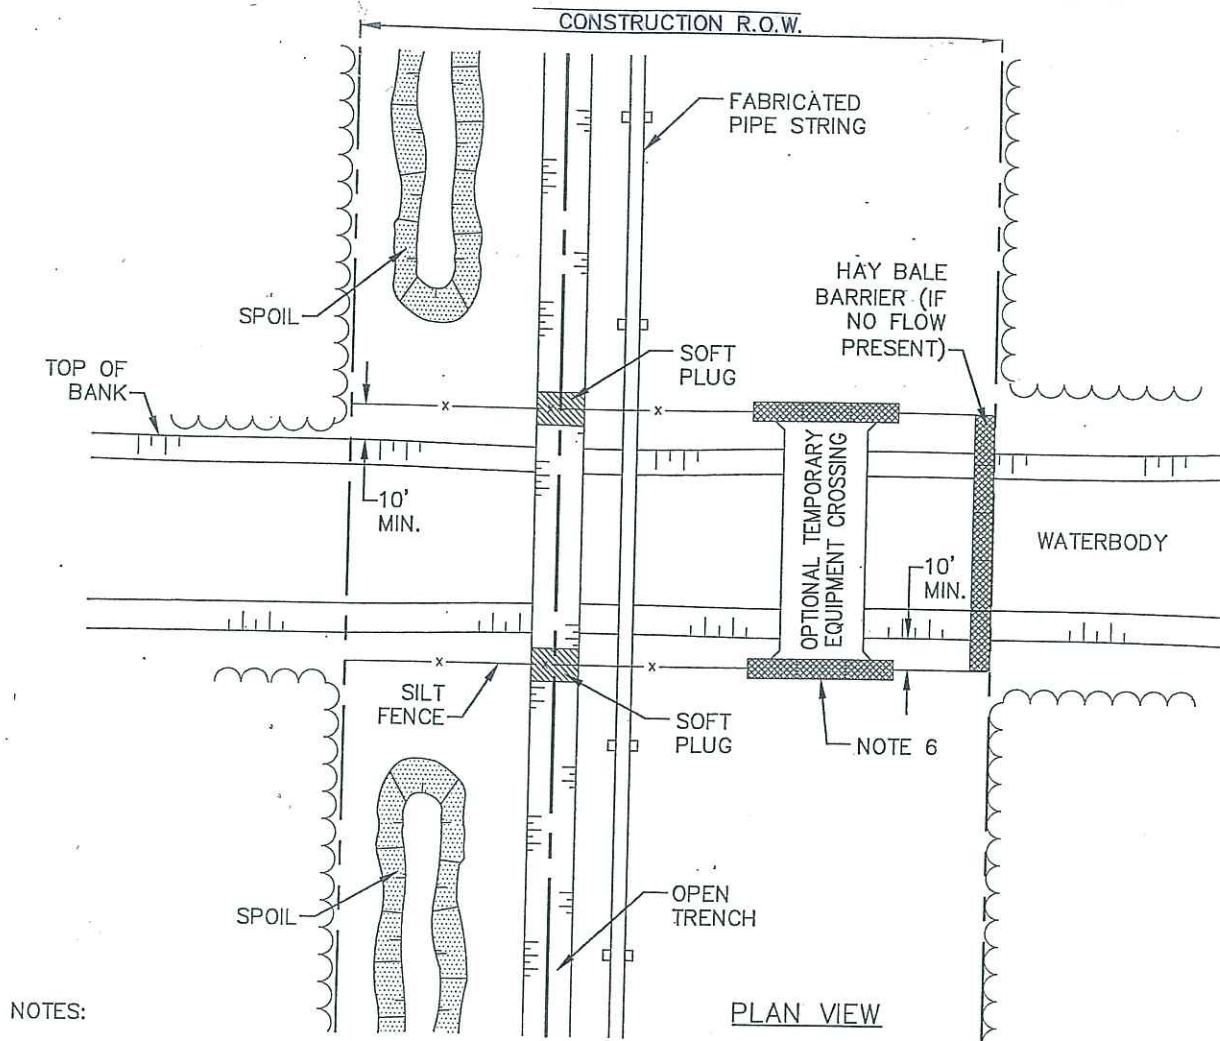 CONSTRUCTION R.O.W.
FABRICATED
PIPE STRING
HAY BALE
BARRIER (IF
NO FLOW
PRESENT)
SPOIL
SOFT
PLUG
TOP OF
BANK
10'
MIN.
OPTIONAL TEMPORARY
EQUIPMENT CROSSING
WATERBODY
10'
MIN.
x
x
x
x
SILT
FENCE
SOFT
PLUG
NOTE 6
SPOIL
OPEN
TRENCH
NOTES:
PLAN VIEW